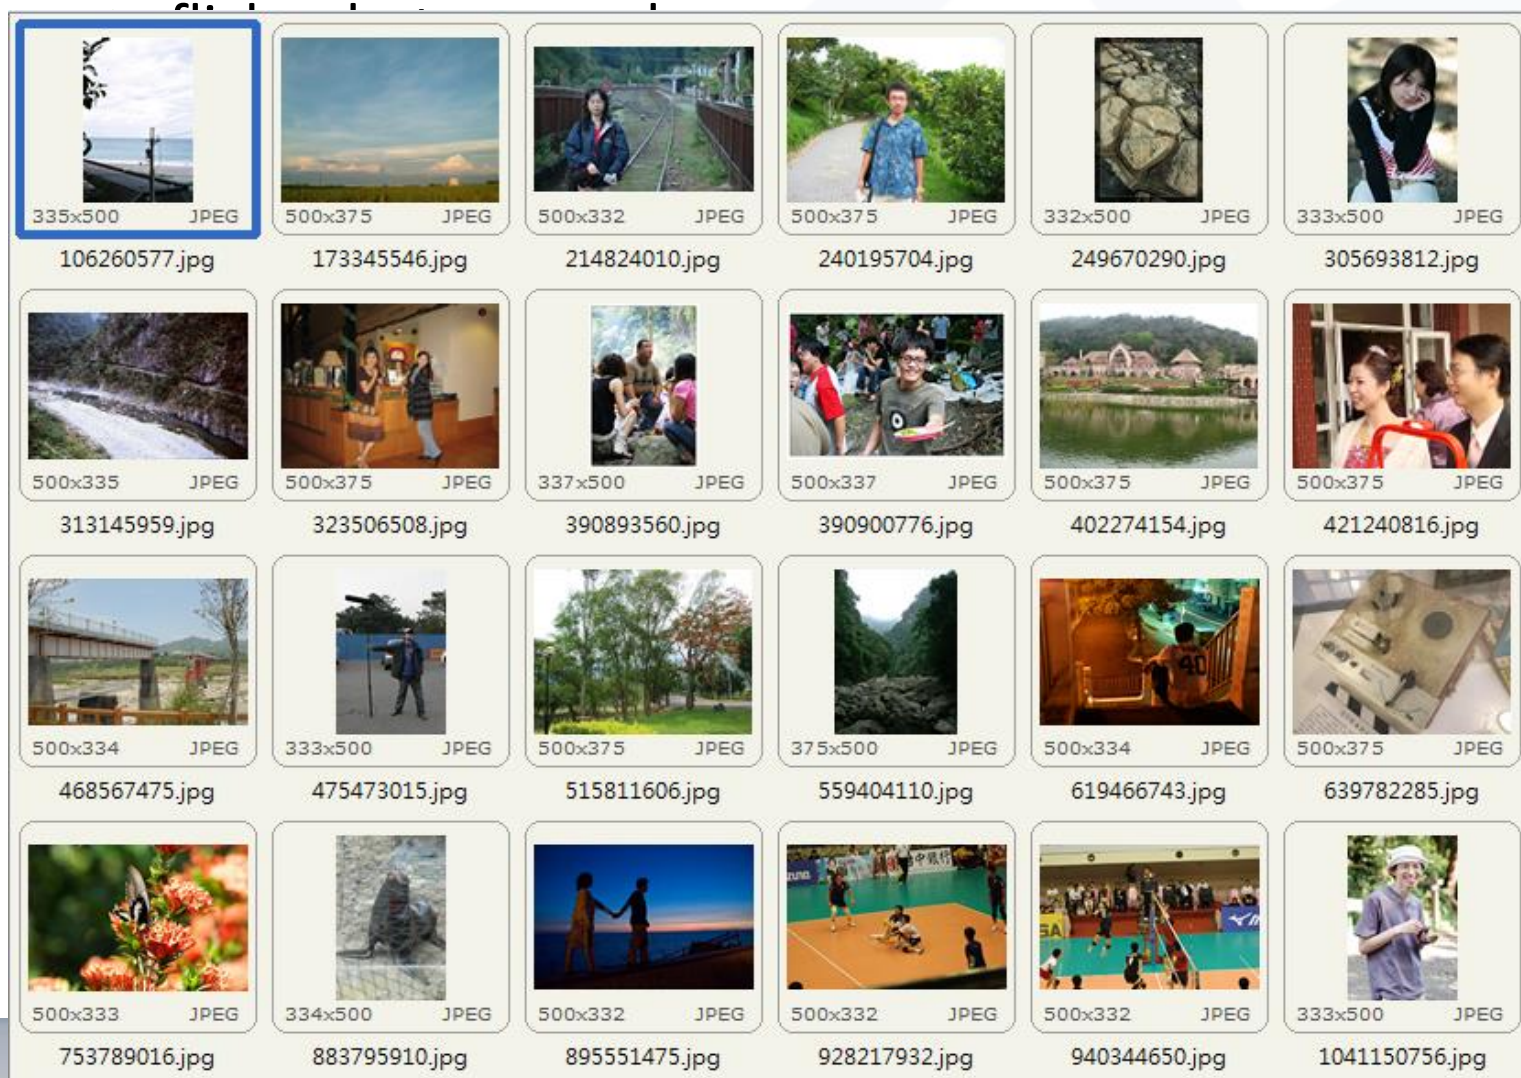 335x500 JPEG 500x375 JPEG 500x332 JPEG 500x375 JPEG 332x500 JPEG 333x500 JPEG
106260577.jpg 173345546.jpg 214824010.jpg 240195704.jpg 249670290.jpg 305693812.jpg
500x335 JPEG 500x375 JPEG 337x500 JPEG 500x337 JPEG 500x375 JPEG 500x375 JPEG
313145959.jpg 323506508.jpg 390893560.jpg 390900776.jpg 402274154.jpg 421240816.jpg
40
500x334 JPEG 333x500 JPEG 500x375 JPEG 375x500 JPEG 500x334 JPEG 500x375 JPEG
468567475.jpg 475473015.jpg 515811606.jpg 559404110.jpg 619466743.jpg 639782285.jpg
中銀行
500x333 JPEG 334x500 JPEG 500x332 JPEG 500x332 JPEG 500x332 JPEG 333x500 JPEG
753789016.jpg 883795910.jpg 895551475.jpg 928217932.jpg 940344650.jpg 1041150756.jpg